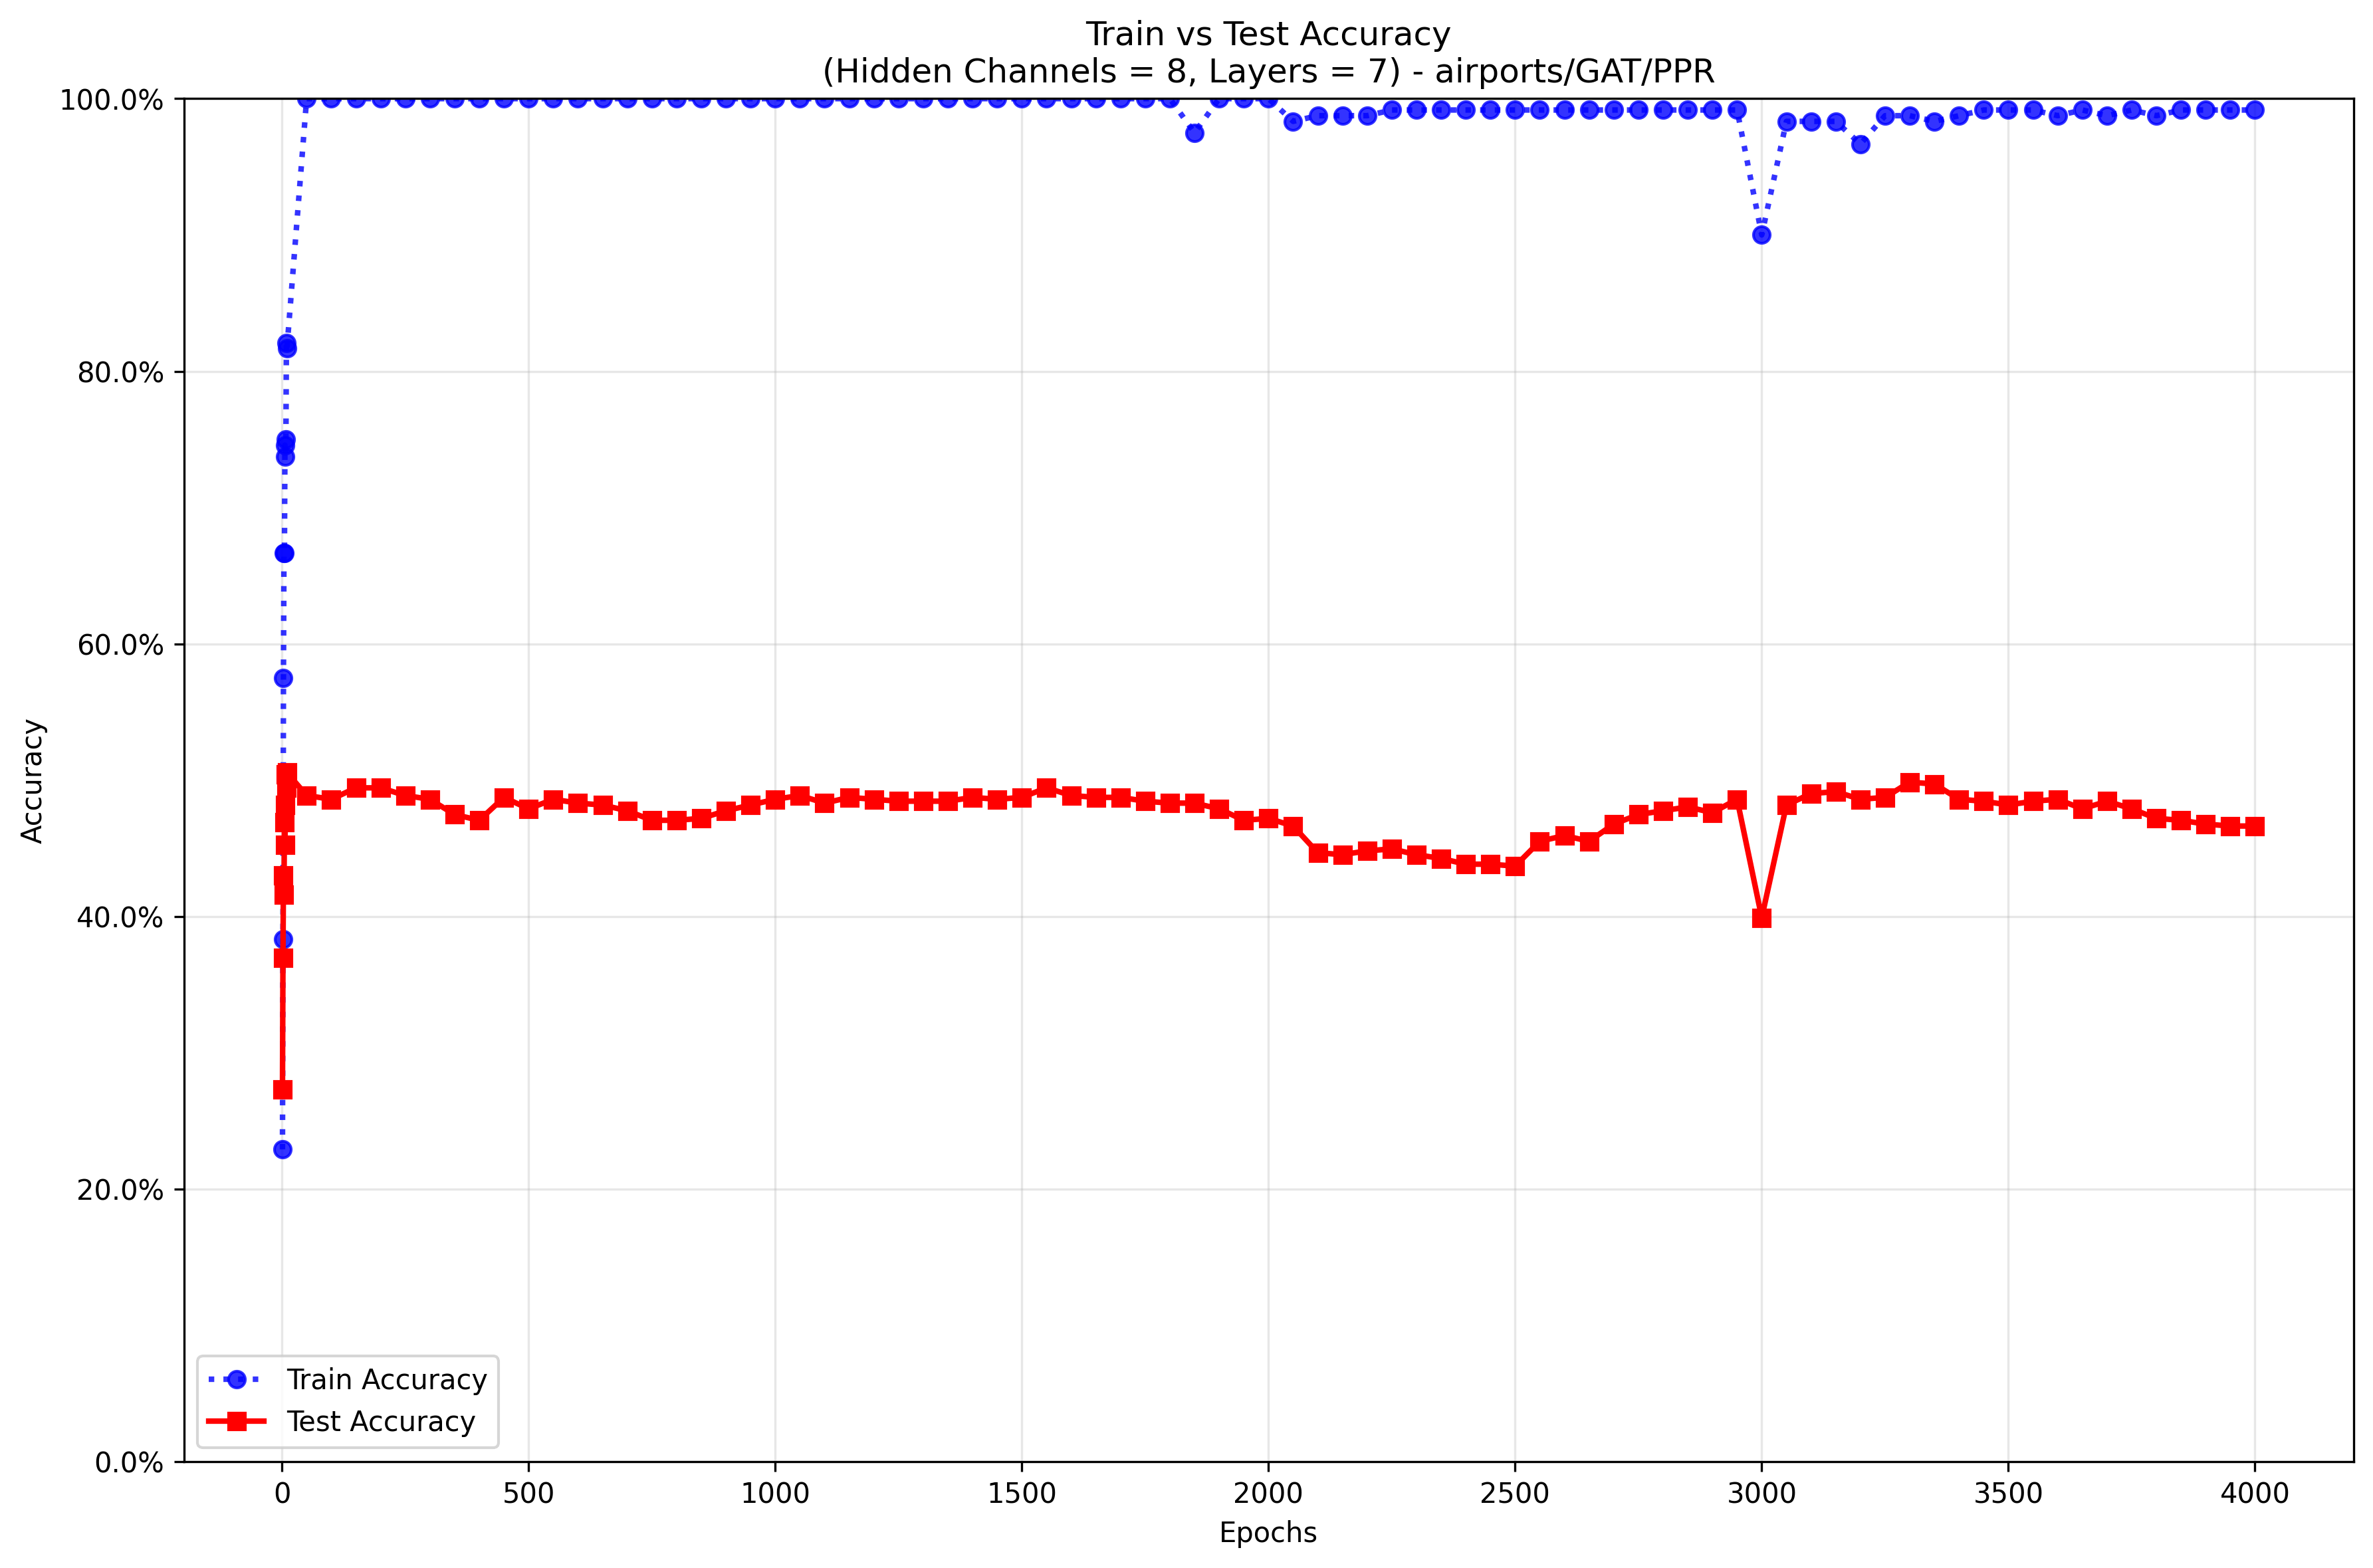 Train vs Test Accuracy
(Hidden Channels = 8, Layers = 7) - airports/GAT/PPR
100.0%
80.0%
60.0%
40.0%
20.0%
0.0%
Accuracy
Train Accuracy
Test Accuracy
0 500 1000 1500 2000 2500 3000 3500 4000
Epochs